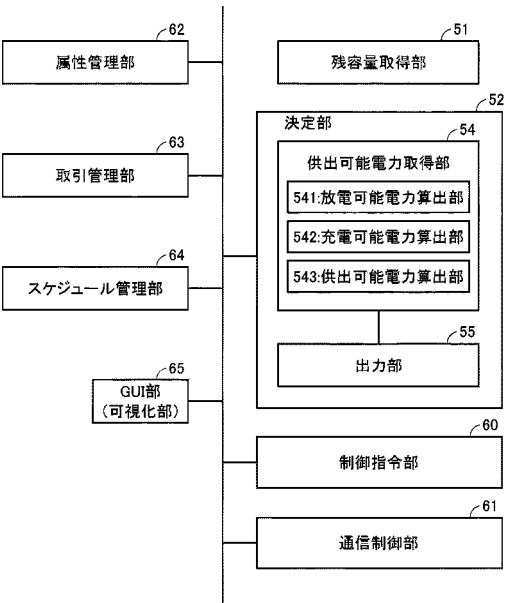 62
属性管理部
63
取引管理部
64
スケジュール管理部
65
GUI部
(可視化部)
51
残容量取得部
52
決定部
54
供出可能電力取得部
541:放電可能電力算出部
542:充電可能電力算出部
543:供出可能電力算出部
55
出力部
60
制御指令部
61
通信制御部